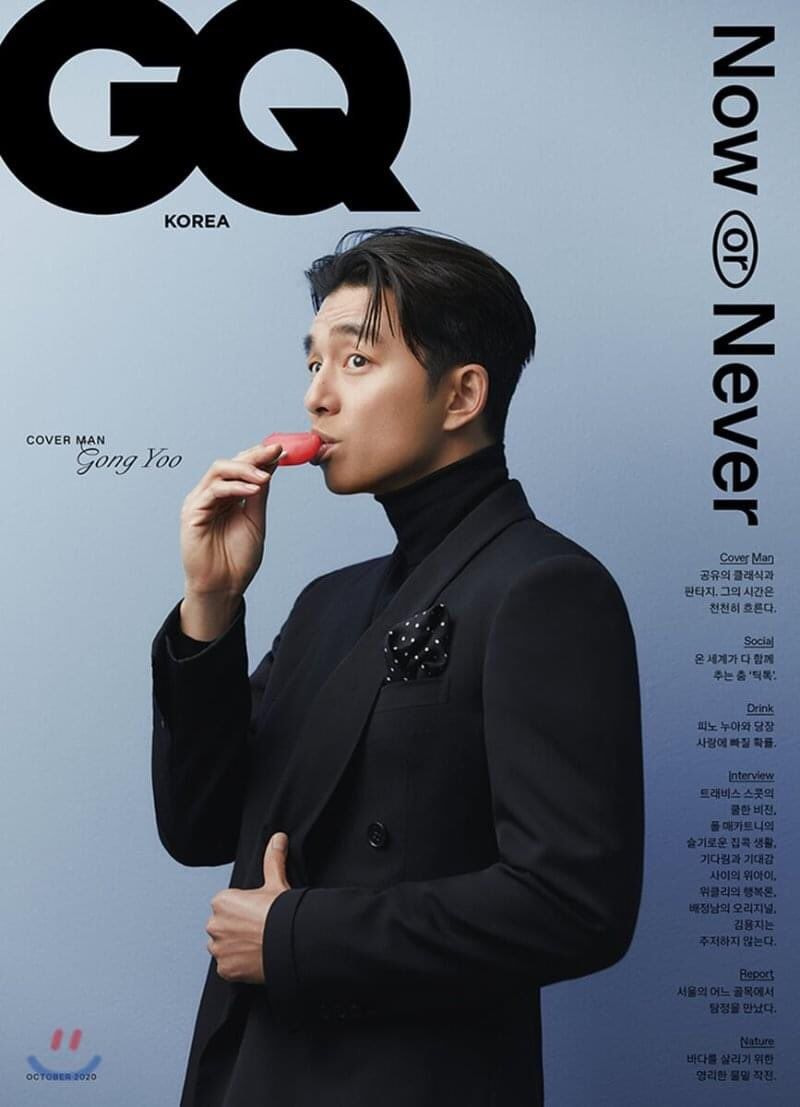 GQ
KOREA
Now or Never
COVER MAN
Gong Yoo
Cover Man
공유의 클래식과
판타지. 그의 시간은
천천히 흐른다.
Social
온 세계가 다 함께
추는 춤 ‘틱톡’.
Drink
피노 누아와 당장
사랑에 빠질 확률.
Interview
트래비스 스콧의
쿨한 비전,
폴 매카트니의
슬기로운 집콕 생활,
기다림과 기대감
사이의 위아이,
위클리의 행복론,
배정남의 오리지널,
김용지는
주저하지 않는다.
Report
서울의 어느 골목에서
탐정을 만났다.
Nature
바다를 살리기 위한
영리한 물밑 작전.
OCTOBER 2020